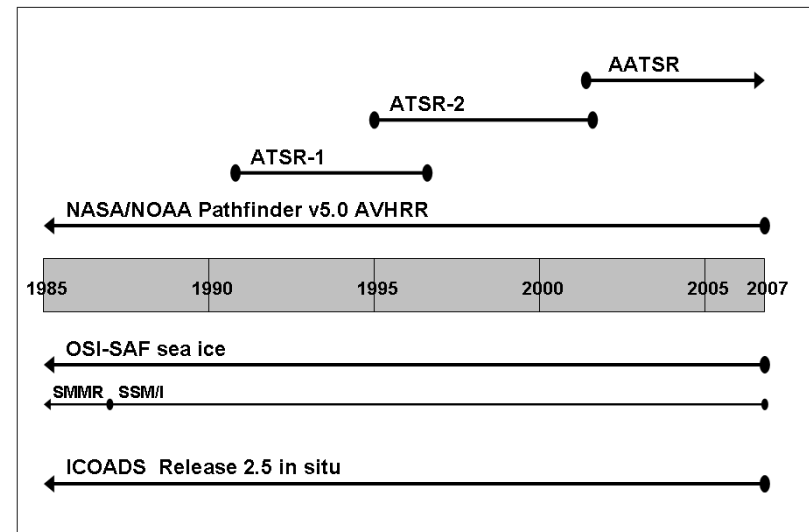 AATSR
ATSR-2
ATSR-1
NASA/NOAA Pathfinder v5.0 AVHRR
1985 1990 1995 2000 2005 2007
OSI-SAF sea ice
SMMR SSM/I
ICOADS Release 2.5 in situ